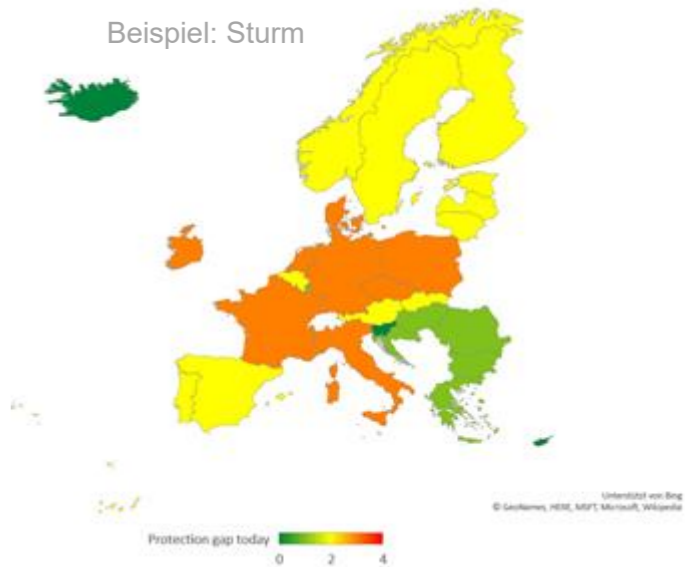 Beispiel: Sturm
Unterstützt von Bing
© GeoNames, HERE, MSFT, Microsoft, Wikipedia
Protection gap today
0 2 4